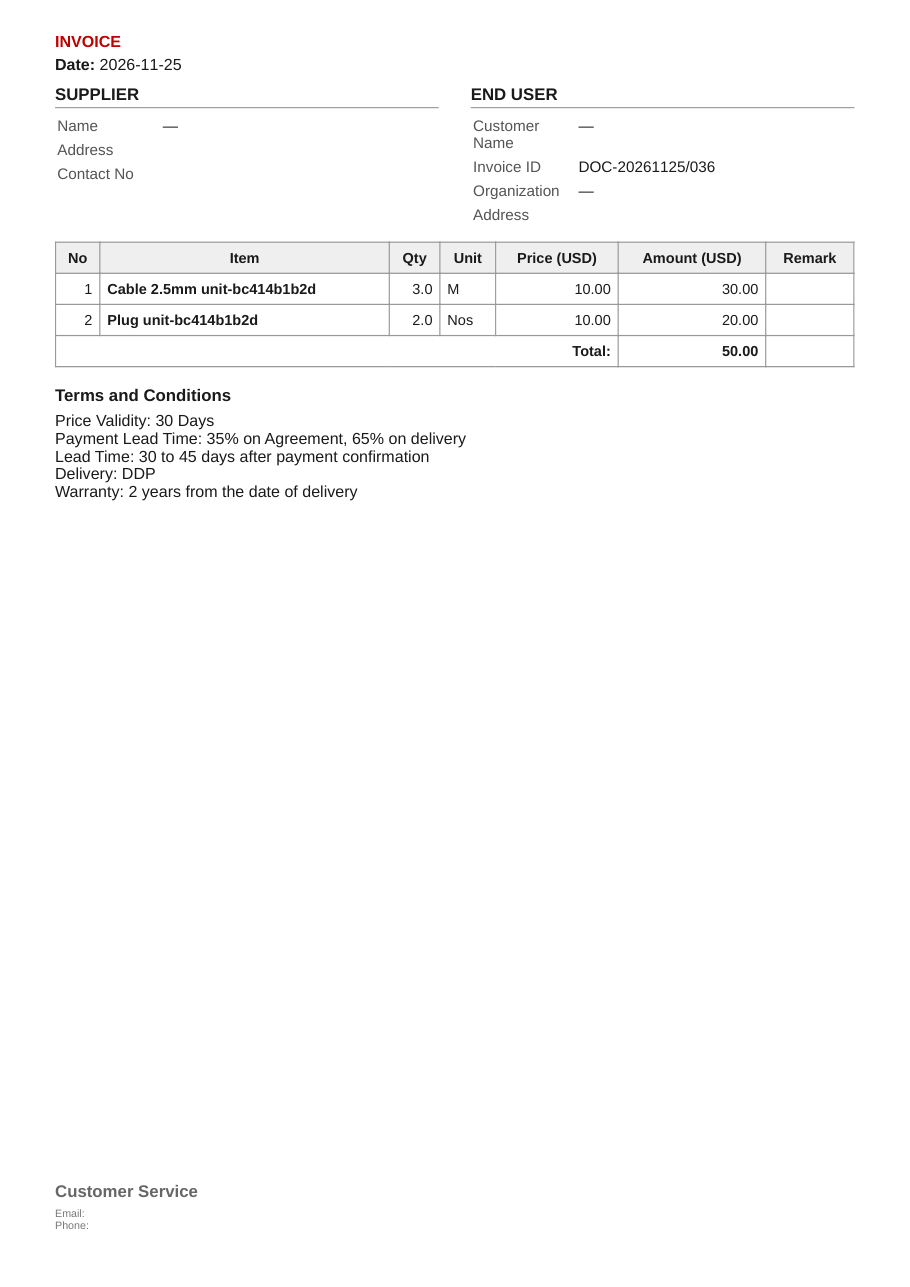 INVOICE
Date: 2026-11-25
SUPPLIER
Name —
Address
Contact No
END USER
Customer
Name —
Invoice ID DOC-20261125/036
Organization —
Address
No Item Qty Unit Price (USD) Amount (USD) Remark
1 Cable 2.5mm unit-bc414b1b2d 3.0 M 10.00 30.00
2 Plug unit-bc414b1b2d 2.0 Nos 10.00 20.00
Total: 50.00
Terms and Conditions
Price Validity: 30 Days
Payment Lead Time: 35% on Agreement, 65% on delivery
Lead Time: 30 to 45 days after payment confirmation
Delivery: DDP
Warranty: 2 years from the date of delivery
Customer Service
Email:
Phone: